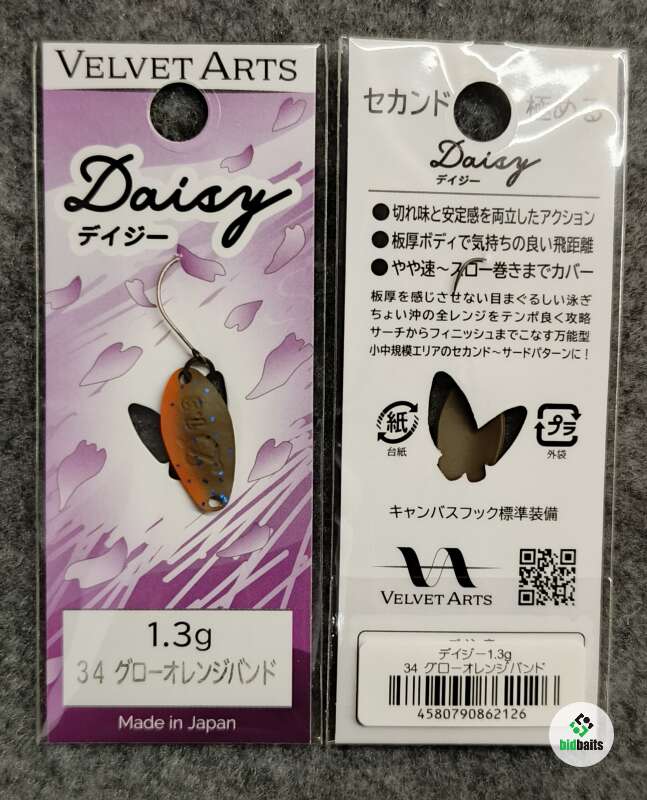 VELVET ARTS
Daisy
デイジー
1.3
1.3g
34 グローオレンジバンド
Made in Japan
セカンド 極める
Daisy
デイジー
●切れ味と安定感を両立したアクション
●板厚ボディで気持ちの良い飛距離
●やや速~スロー巻きまでカバー
板厚を感じさせない目まぐるしい泳ぎ
ちょい沖の全レンジをテンポ良く攻略
サーチからフィニッシュまでこなす万能型
小中規模エリアのセカンド~サードパターンに!
紙
台紙
プラ
外袋
キャンバスフック標準装備
VELVET ARTS
デイジー1.3g
34 グローオレンジバンド
4580790862126
bidbaits